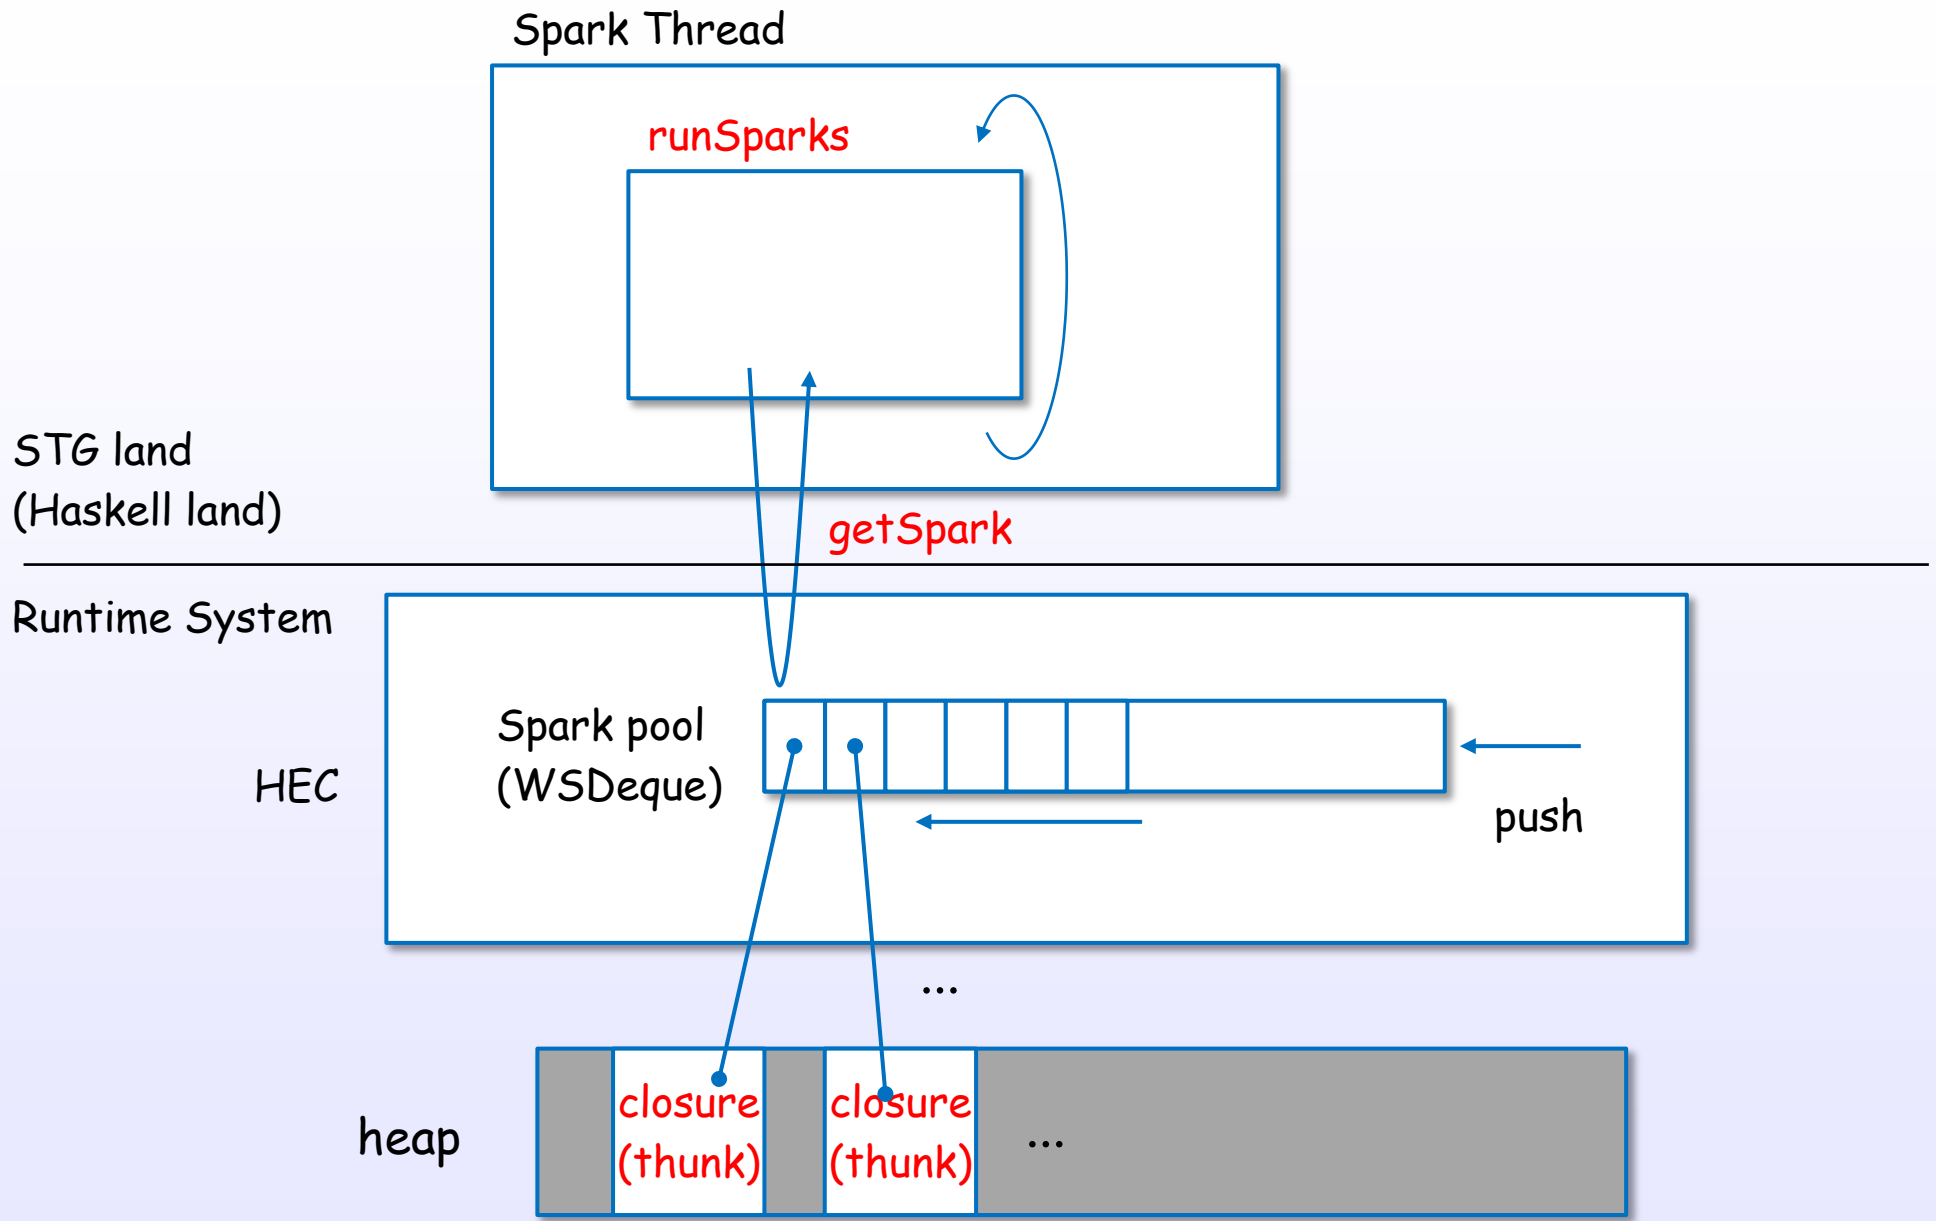 Spark Thread
runSparks
STG land
(Haskell land)
getSpark
Runtime System
Spark pool
(WSDeque)
HEC
push
...
closure
(thunk)
closure
(thunk)
...
heap